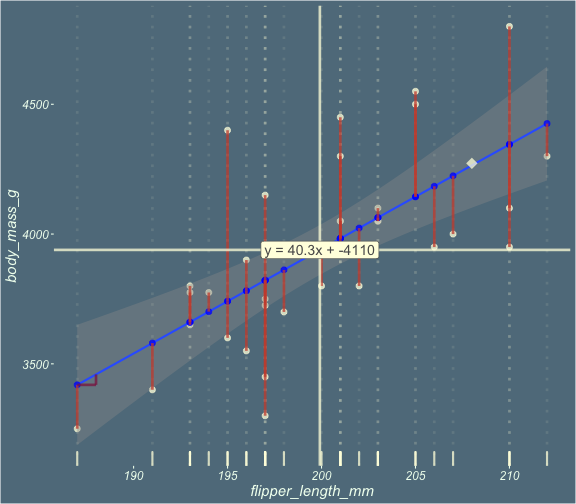 body_mass_g
4500
4000
3500
y = 40.3x + -4110
190 195 200 205 210
flipper_length_mm